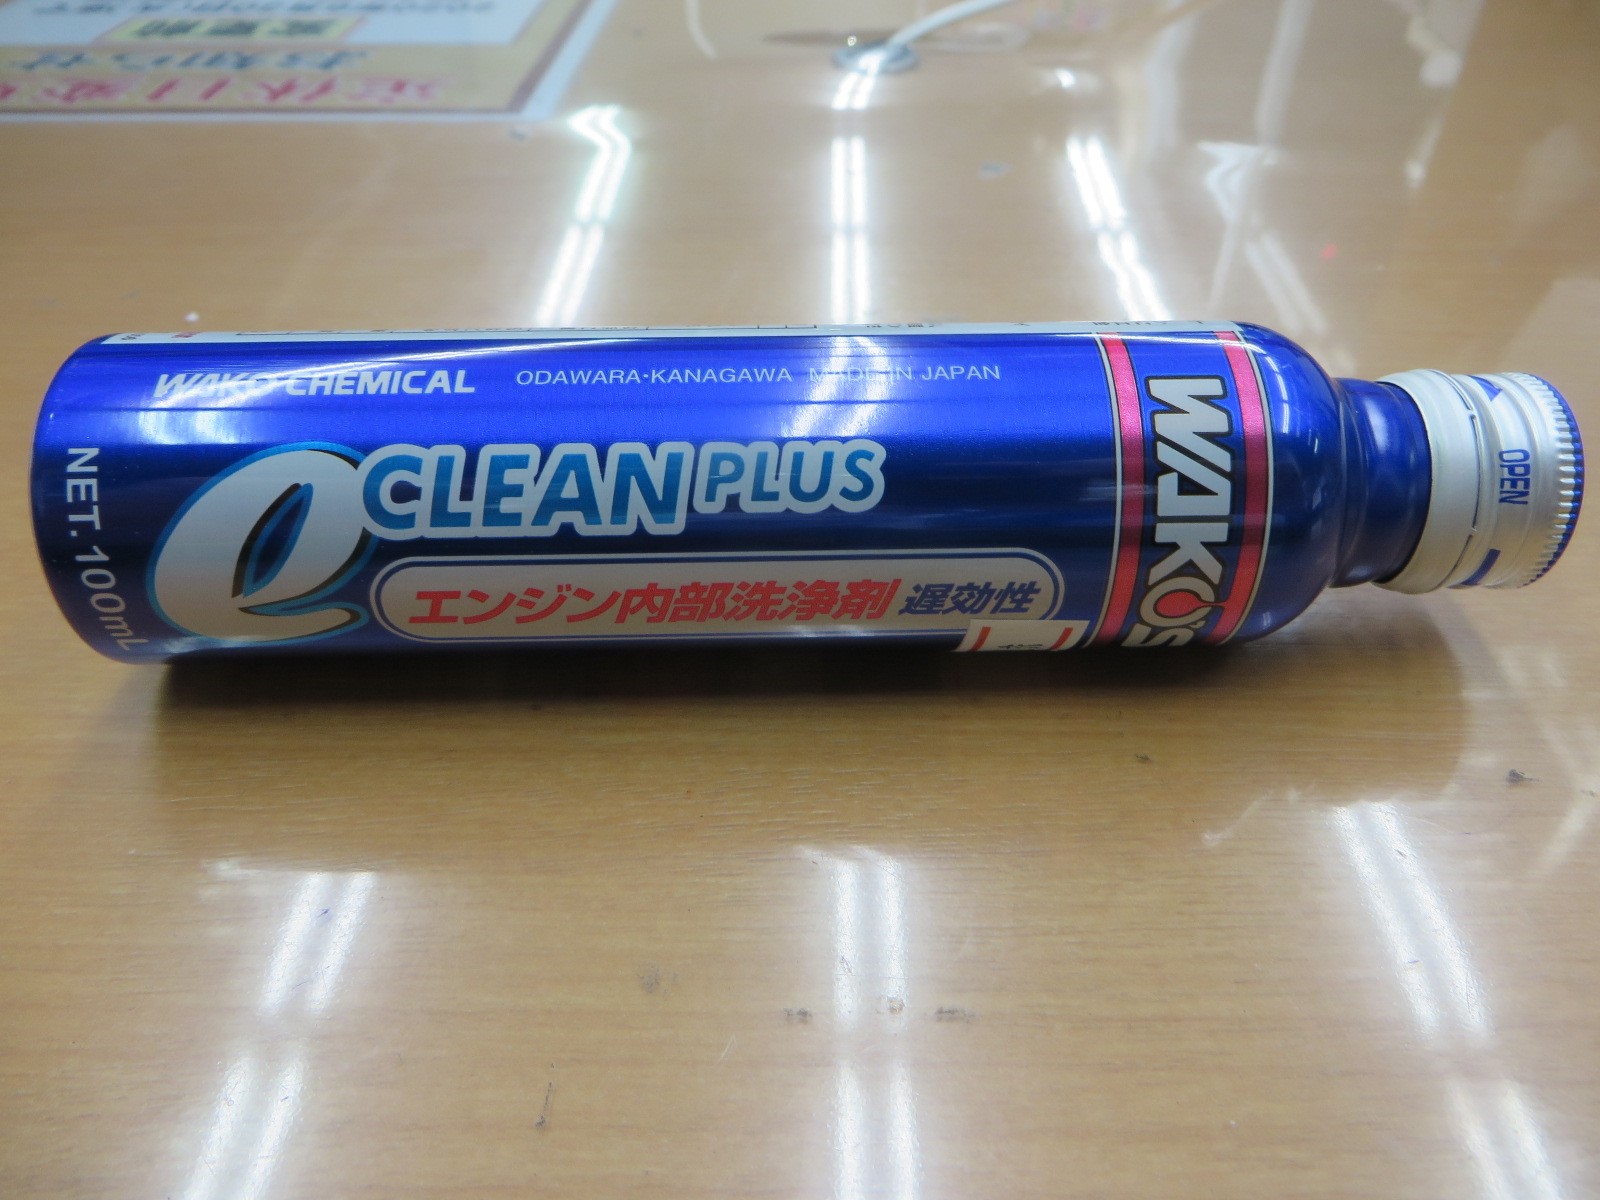 WAKO CHEMICAL ODAWARA・KANAGAWA MADE IN JAPAN
e CLEAN PLUS
エンジン内部洗浄剤 遅効性
NET. 100mL
WAKO'S
OPEN